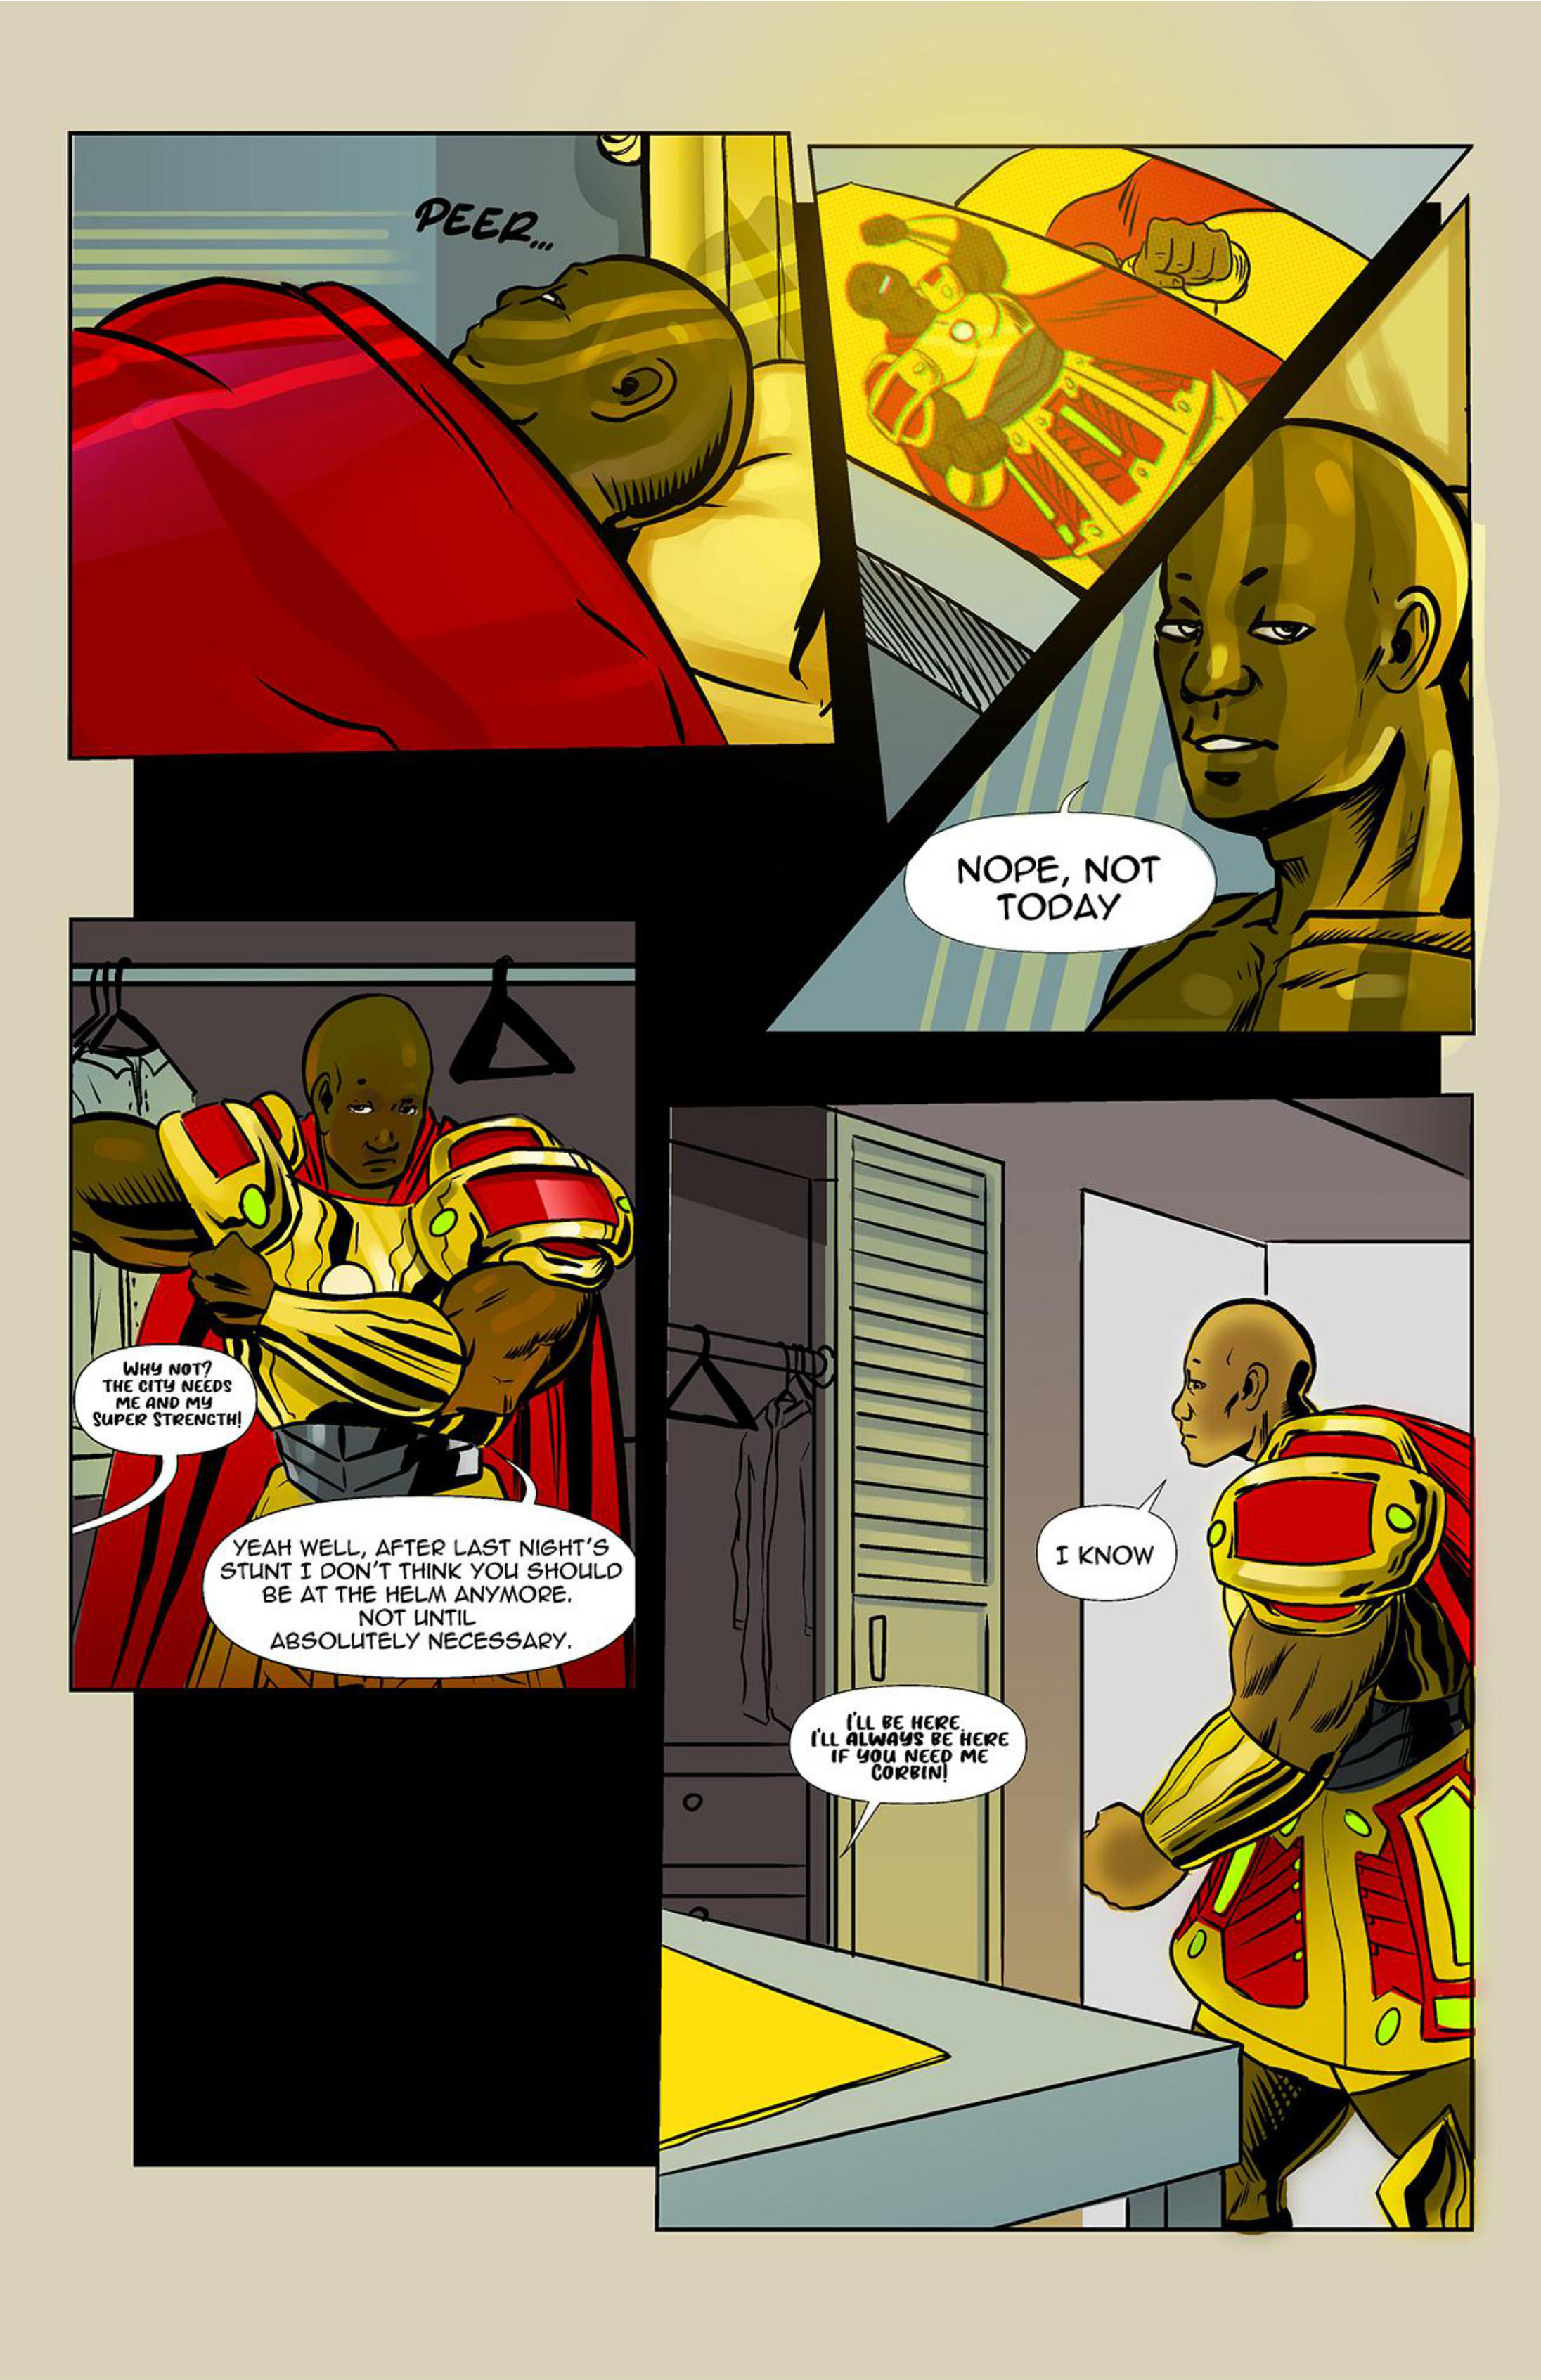 PEER...
NOPE, NOT
TODAY
WHY NOT?
THE CITY NEEDS
ME AND MY
SUPER STRENGTH!
YEAH WELL, AFTER LAST NIGHT'S
STUNT I DON'T THINK YOU SHOULD
BE AT THE HELM ANYMORE.
NOT UNTIL
ABSOLUTELY NECESSARY.
I KNOW
I'LL BE HERE.
I'LL ALWAYS BE HERE
IF YOU NEED ME
CORBIN!